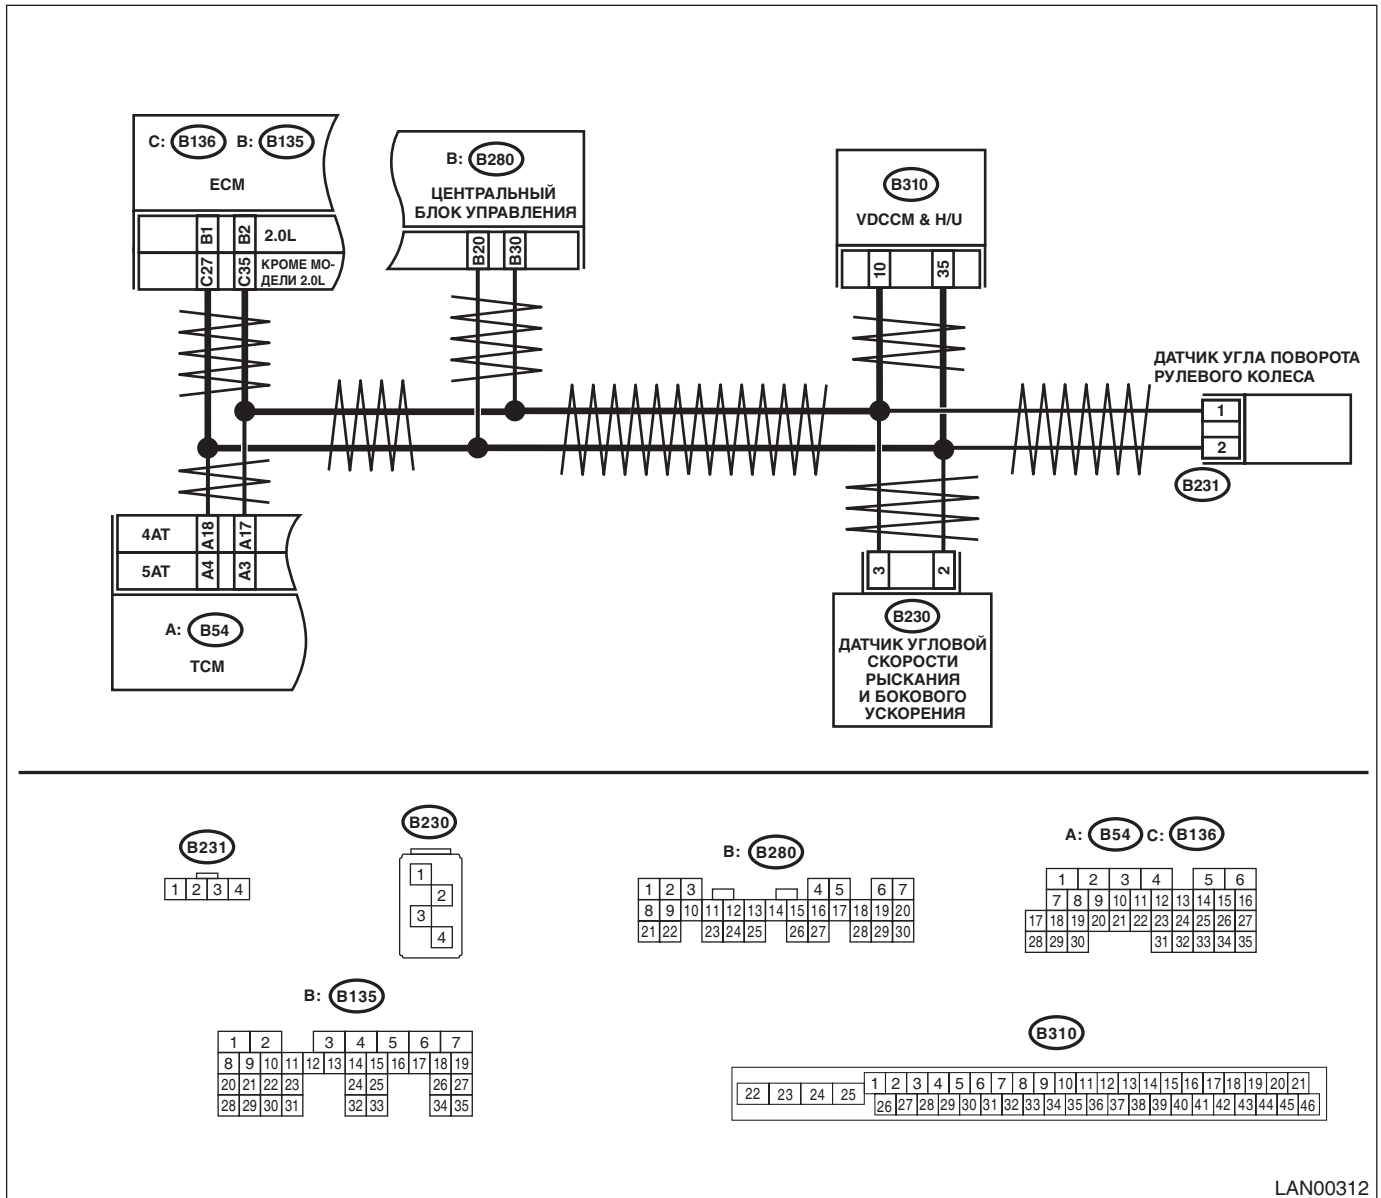 C: B136 B: B135
ECM
B1 B2 2.0L
C27 C35 КРОМЕ МО-
ДЕЛИ 2.0L
B: B280
ЦЕНТРАЛЬНЫЙ
БЛОК УПРАВЛЕНИЯ
B20 B30
B310
VDCCM & H/U
10 35
ДАТЧИК УГЛА ПОВОРОТА
РУЛЕВОГО КОЛЕСА
1
2
B231
4AT A18 A17
5AT A4 A3
A: B54
TCM
3 2
B230
ДАТЧИК УГЛОВОЙ
СКОРОСТИ
РЫСКАНИЯ
И БОКОВОГО
УСКОРЕНИЯ
B231
1 2 3 4
B230
1
2
3
4
B: B280
1 2 3 4 5 6 7
8 9 10 11 12 13 14 15 16 17 18 19 20
21 22 23 24 25 26 27 28 29 30
A: B54 C: B136
1 2 3 4 5 6
7 8 9 10 11 12 13 14 15 16
17 18 19 20 21 22 23 24 25 26 27
28 29 30 31 32 33 34 35
B: B135
1 2 3 4 5 6 7
8 9 10 11 12 13 14 15 16 17 18 19
20 21 22 23 24 25 26 27
28 29 30 31 32 33 34 35
B310
22 23 24 25 1 2 3 4 5 6 7 8 9 10 11 12 13 14 15 16 17 18 19 20 21
26 27 28 29 30 31 32 33 34 35 36 37 38 39 40 41 42 43 44 45 46
LAN00312